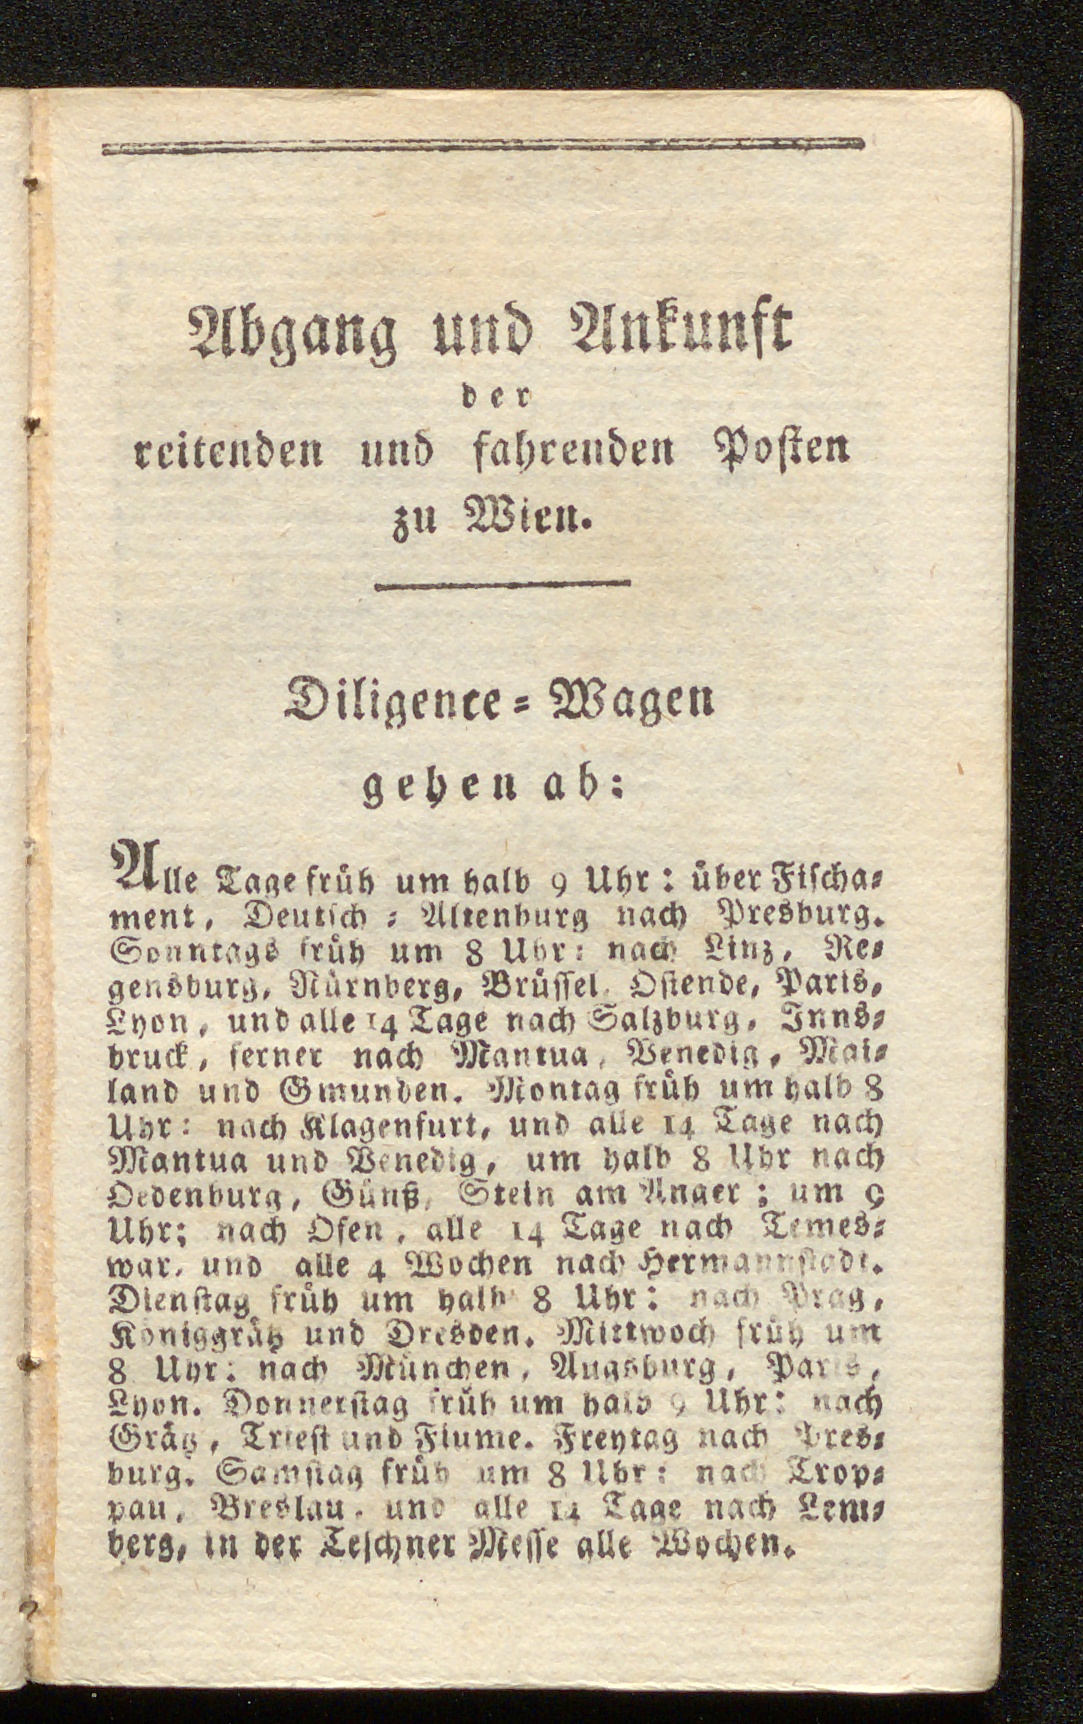 Abgang und Ankunft
der
reitenden und fahrenden Posten
zu Wien.
Diligence-Wagen
gehen ab:
Alle Tage früh um halb 9 Uhr: über Fischa-
ment, Deutsch-Altenburg nach Presburg.
Sonntags früh um 8 Uhr: nach Linz, Re-
gensburg, Nürnberg, Brüssel, Ostende, Paris,
Lyon, und alle 14 Tage nach Salzburg, Inns-
bruck, ferner nach Mantua, Venedig, Mai-
land und Gmunden. Montag früh um halb 8
Uhr: nach Klagenfurt, und alle 14 Tage nach
Mantua und Venedig, um halb 8 Uhr nach
Oedenburg, Günß, Stein am Anger; um 9
Uhr; nach Ofen, alle 14 Tage nach Temes-
war, und alle 4 Wochen nach Hermannstadt.
Dienstag früh um halb 8 Uhr: nach Prag,
Königgrätz und Dresden. Mittwoch früh um
8 Uhr: nach München, Augsburg, Paris,
Lyon. Donnerstag früh um halb 9 Uhr: nach
Grätz, Triest und Fiume. Freytag nach Pres-
burg. Samstag früh um 8 Uhr: nach Trop-
pau, Breslau, und alle 14 Tage nach Lem-
berg, in der Teschner Messe alle Wochen.